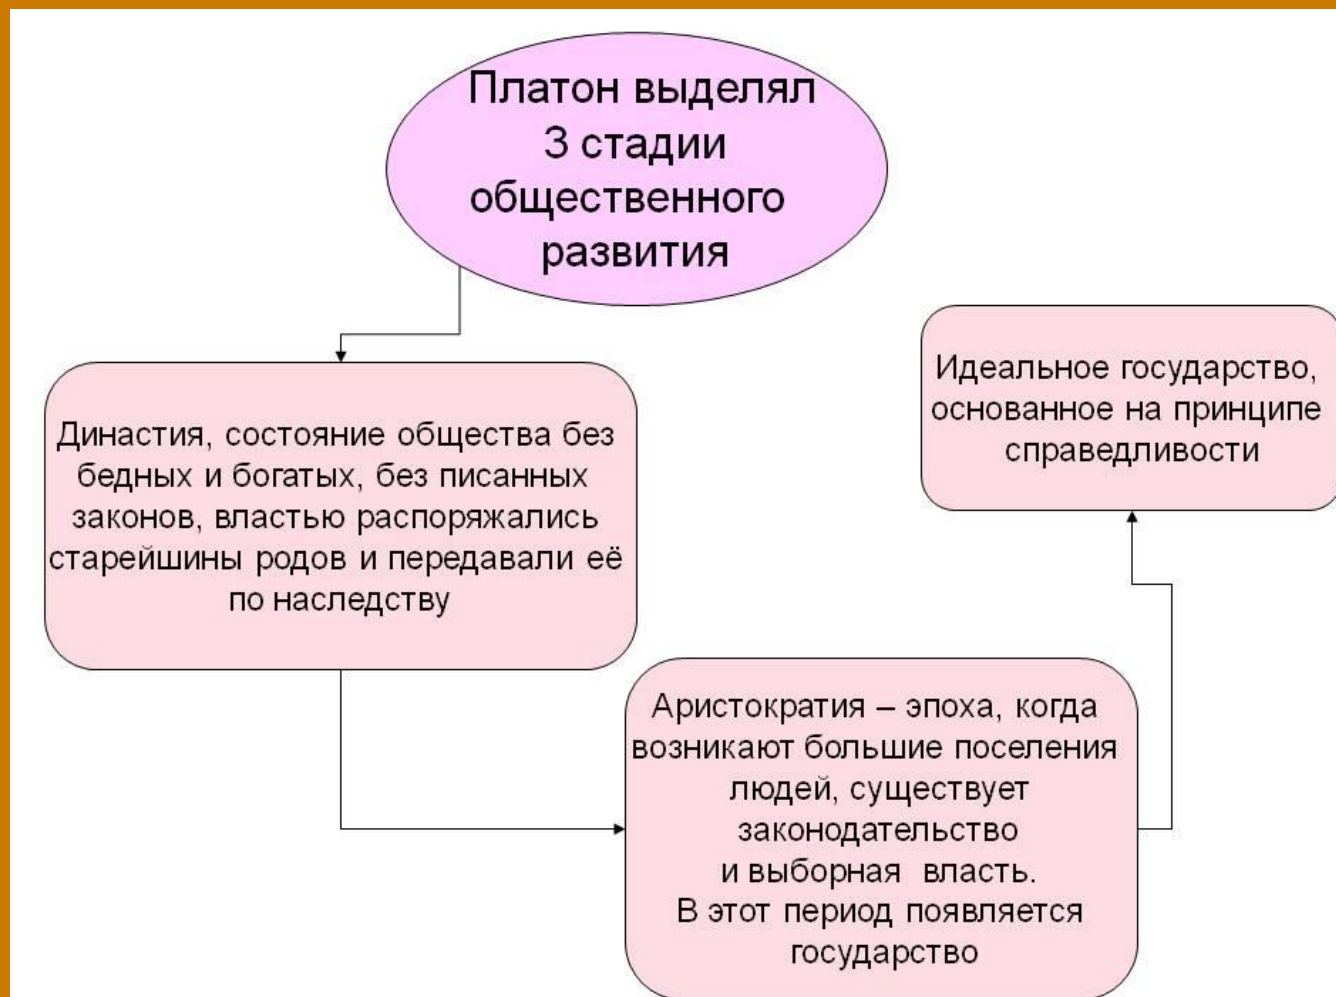 Платон выделял
3 стадии
общественного
развития
Династия, состояние общества без
бедных и богатых, без писанных
законов, властью распоряжались
старейшины родов и передавали её
по наследству
Аристократия – эпоха, когда
возникают большие поселения
людей, существует
законодательство
и выборная власть.
В этот период появляется
государство
Идеальное государство,
основанное на принципе
справедливости